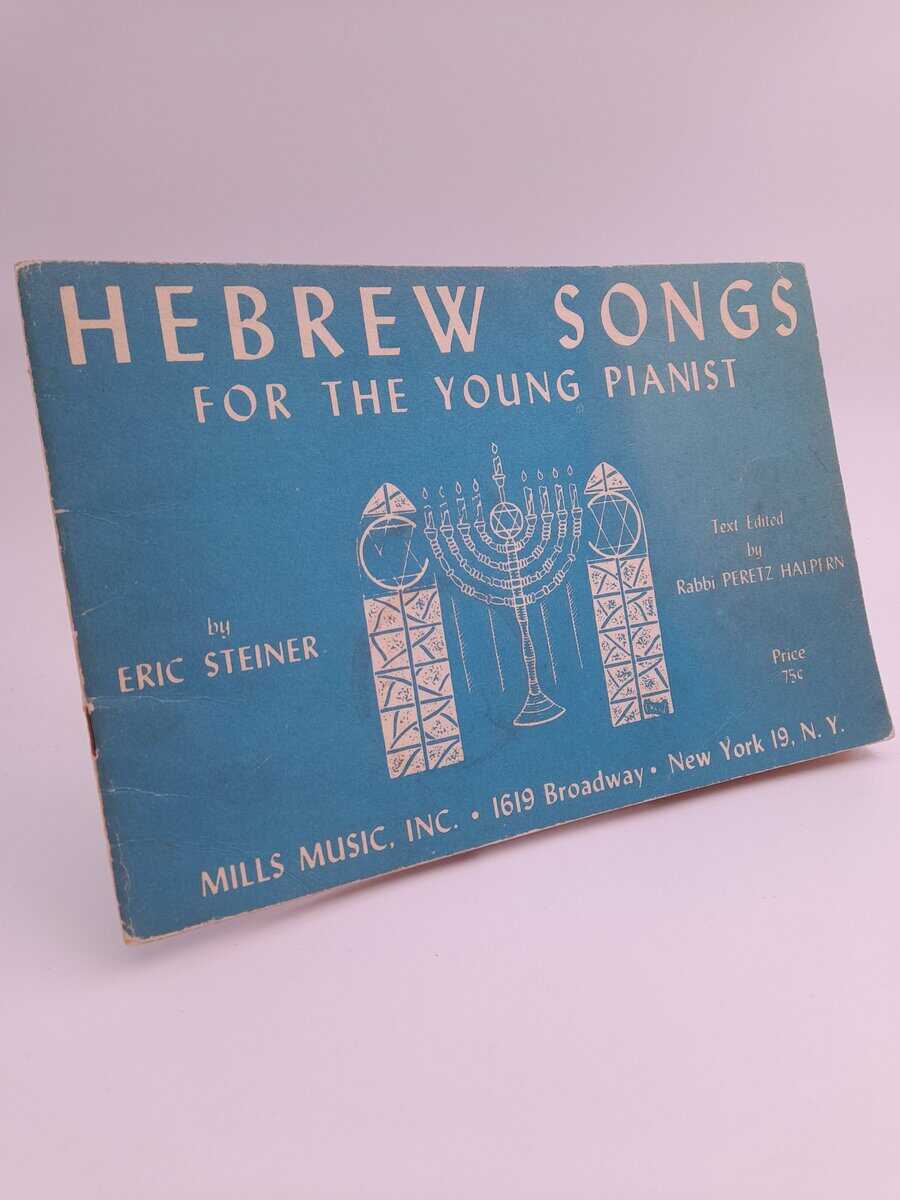 HEBREW SONGS
FOR THE YOUNG PIANIST
by
ERIC STEINER
Text Edited
by
Rabbi PERETZ HALPERN
Price
75¢
MILLS MUSIC, INC. • 1619 Broadway • New York 19, N. Y.